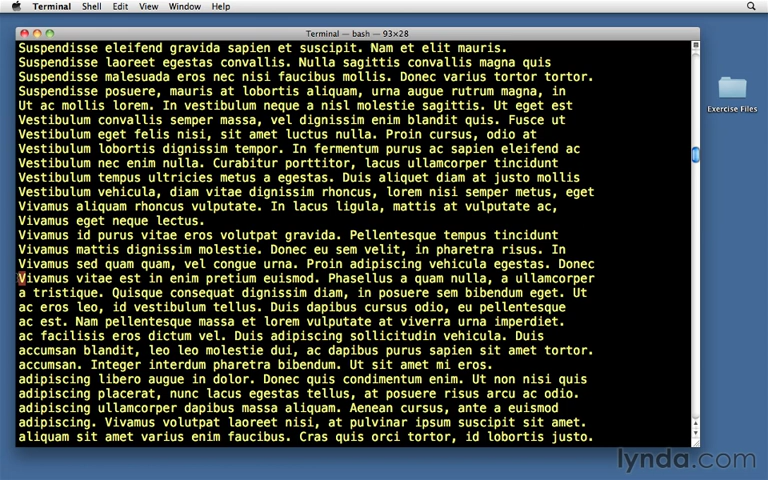 Terminal Shell Edit View Window Help
Terminal — bash — 93×28
Suspendisse eleifend gravida sapien et suscipit. Nam et elit mauris.
Suspendisse laoreet egestas convallis. Nulla sagittis convallis magna quis
Suspendisse malesuada eros nec nisi faucibus mollis. Donec varius tortor tortor.
Suspendisse posuere, mauris at lobortis aliquam, urna augue rutrum magna, in
Ut ac mollis lorem. In vestibulum neque a nisl molestie sagittis. Ut eget est
Vestibulum convallis semper massa, vel dignissim enim blandit quis. Fusce ut
Vestibulum eget felis nisi, sit amet luctus nulla. Proin cursus, odio at
Vestibulum lobortis dignissim tempor. In fermentum purus ac sapien eleifend ac
Vestibulum nec enim nulla. Curabitur porttitor, lacus ullamcorper tincidunt
Vestibulum tempus ultricies metus a egestas. Duis aliquet diam at justo mollis
Vestibulum vehicula, diam vitae dignissim rhoncus, lorem nisi semper metus, eget
Vivamus aliquam rhoncus vulputate. In lacus ligula, mattis at vulputate ac,
Vivamus eget neque lectus.
Vivamus id purus vitae eros volutpat gravida. Pellentesque tempus tincidunt
Vivamus mattis dignissim molestie. Donec eu sem velit, in pharetra risus. In
Vivamus sed quam quam, vel congue urna. Proin adipiscing vehicula egestas. Donec
Vivamus vitae est in enim pretium euismod. Phasellus a quam nulla, a ullamcorper
a tristique. Quisque consequat dignissim diam, in posuere sem bibendum eget. Ut
ac eros leo, id vestibulum tellus. Duis dapibus cursus odio, eu pellentesque
ac est. Nam pellentesque massa et lorem vulputate at viverra urna imperdiet.
ac facilisis eros dictum vel. Duis adipiscing sollicitudin vehicula. Duis
accumsan blandit, leo leo molestie dui, ac dapibus purus sapien sit amet tortor.
accumsan. Integer interdum pharetra bibendum. Ut sit amet mi eros.
adipiscing libero augue in dolor. Donec quis condimentum enim. Ut non nisi quis
adipiscing placerat, nunc lacus egestas tellus, at posuere risus arcu ac odio.
adipiscing ullamcorper dapibus massa aliquam. Aenean cursus, ante a euismod
adipiscing. Vivamus volutpat laoreet nisi, at pulvinar ipsum suscipit sit amet.
aliquam sit amet varius enim faucibus. Cras quis orci tortor, id lobortis justo.
Exercise Files
lynda.com